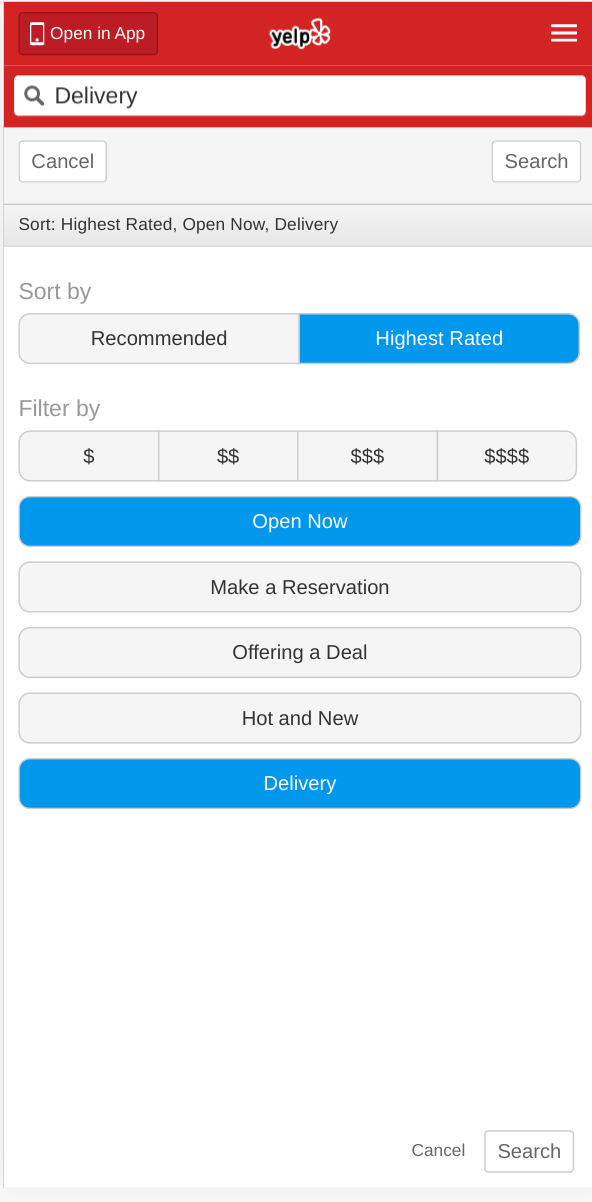 Open in App
yelp
Delivery
Cancel
Search
Sort: Highest Rated, Open Now, Delivery
Sort by
Recommended
Highest Rated
Filter by
$
$$
$$$
$$$$
Open Now
Make a Reservation
Offering a Deal
Hot and New
Delivery
Cancel
Search